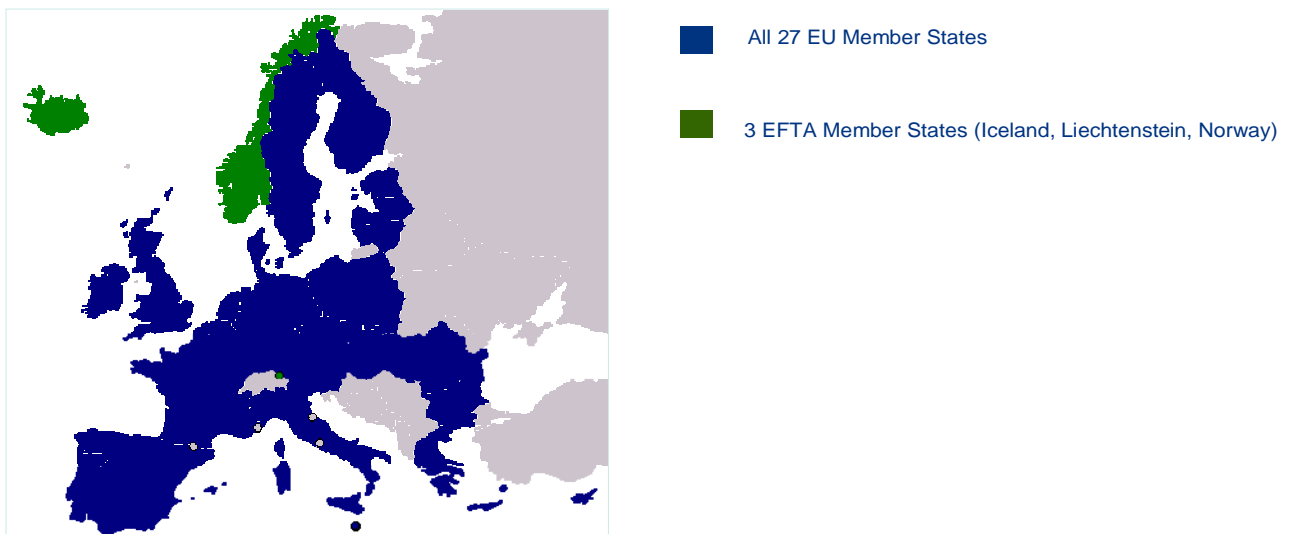 All 27 EU Member States
3 EFTA Member States (Iceland, Liechtenstein, Norway)